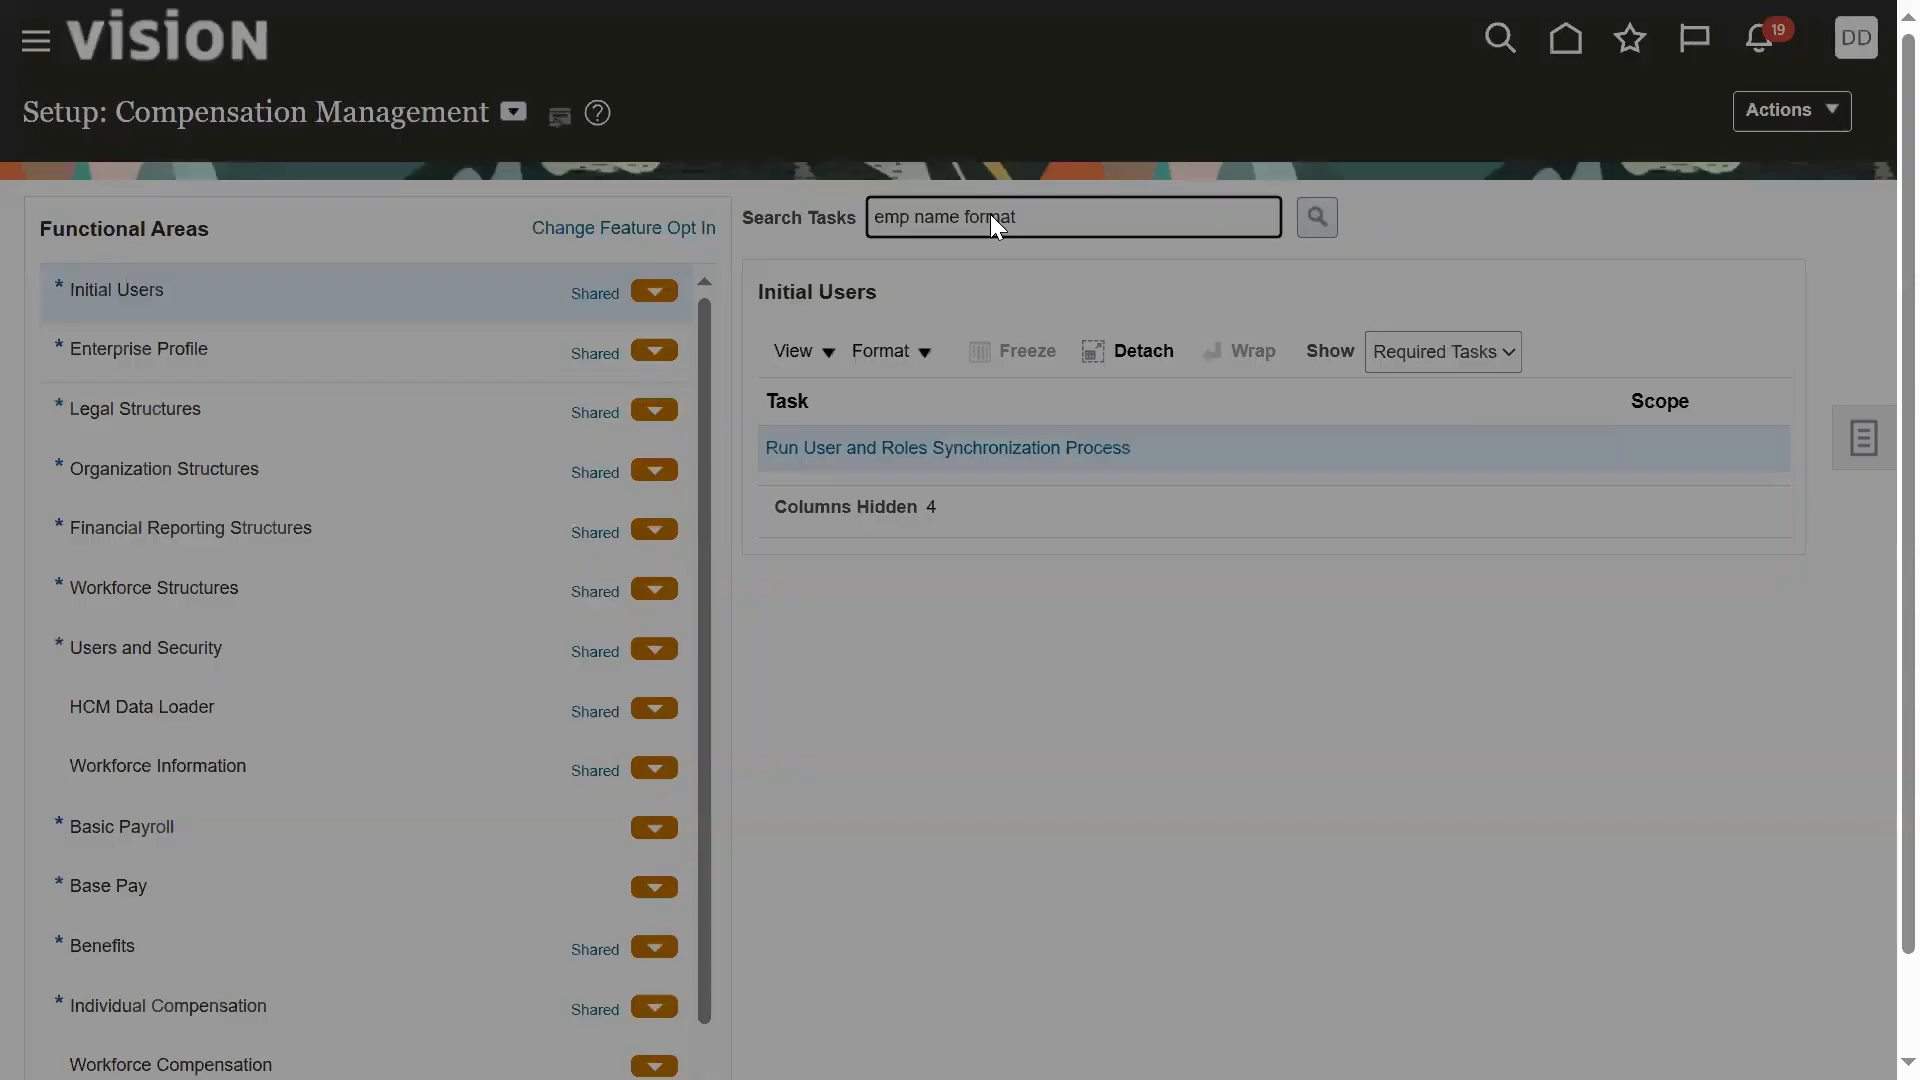 vision
19
DD
Setup: Compensation Management
Actions
Functional Areas
Change Feature Opt In
* Initial Users Shared
* Enterprise Profile Shared
* Legal Structures Shared
* Organization Structures Shared
* Financial Reporting Structures Shared
* Workforce Structures Shared
* Users and Security Shared
HCM Data Loader Shared
Workforce Information Shared
* Basic Payroll
* Base Pay
* Benefits Shared
* Individual Compensation Shared
Workforce Compensation
Search Tasks emp name format
Initial Users
View Format Freeze Detach Wrap Show Required Tasks
Task Scope
Run User and Roles Synchronization Process
Columns Hidden 4